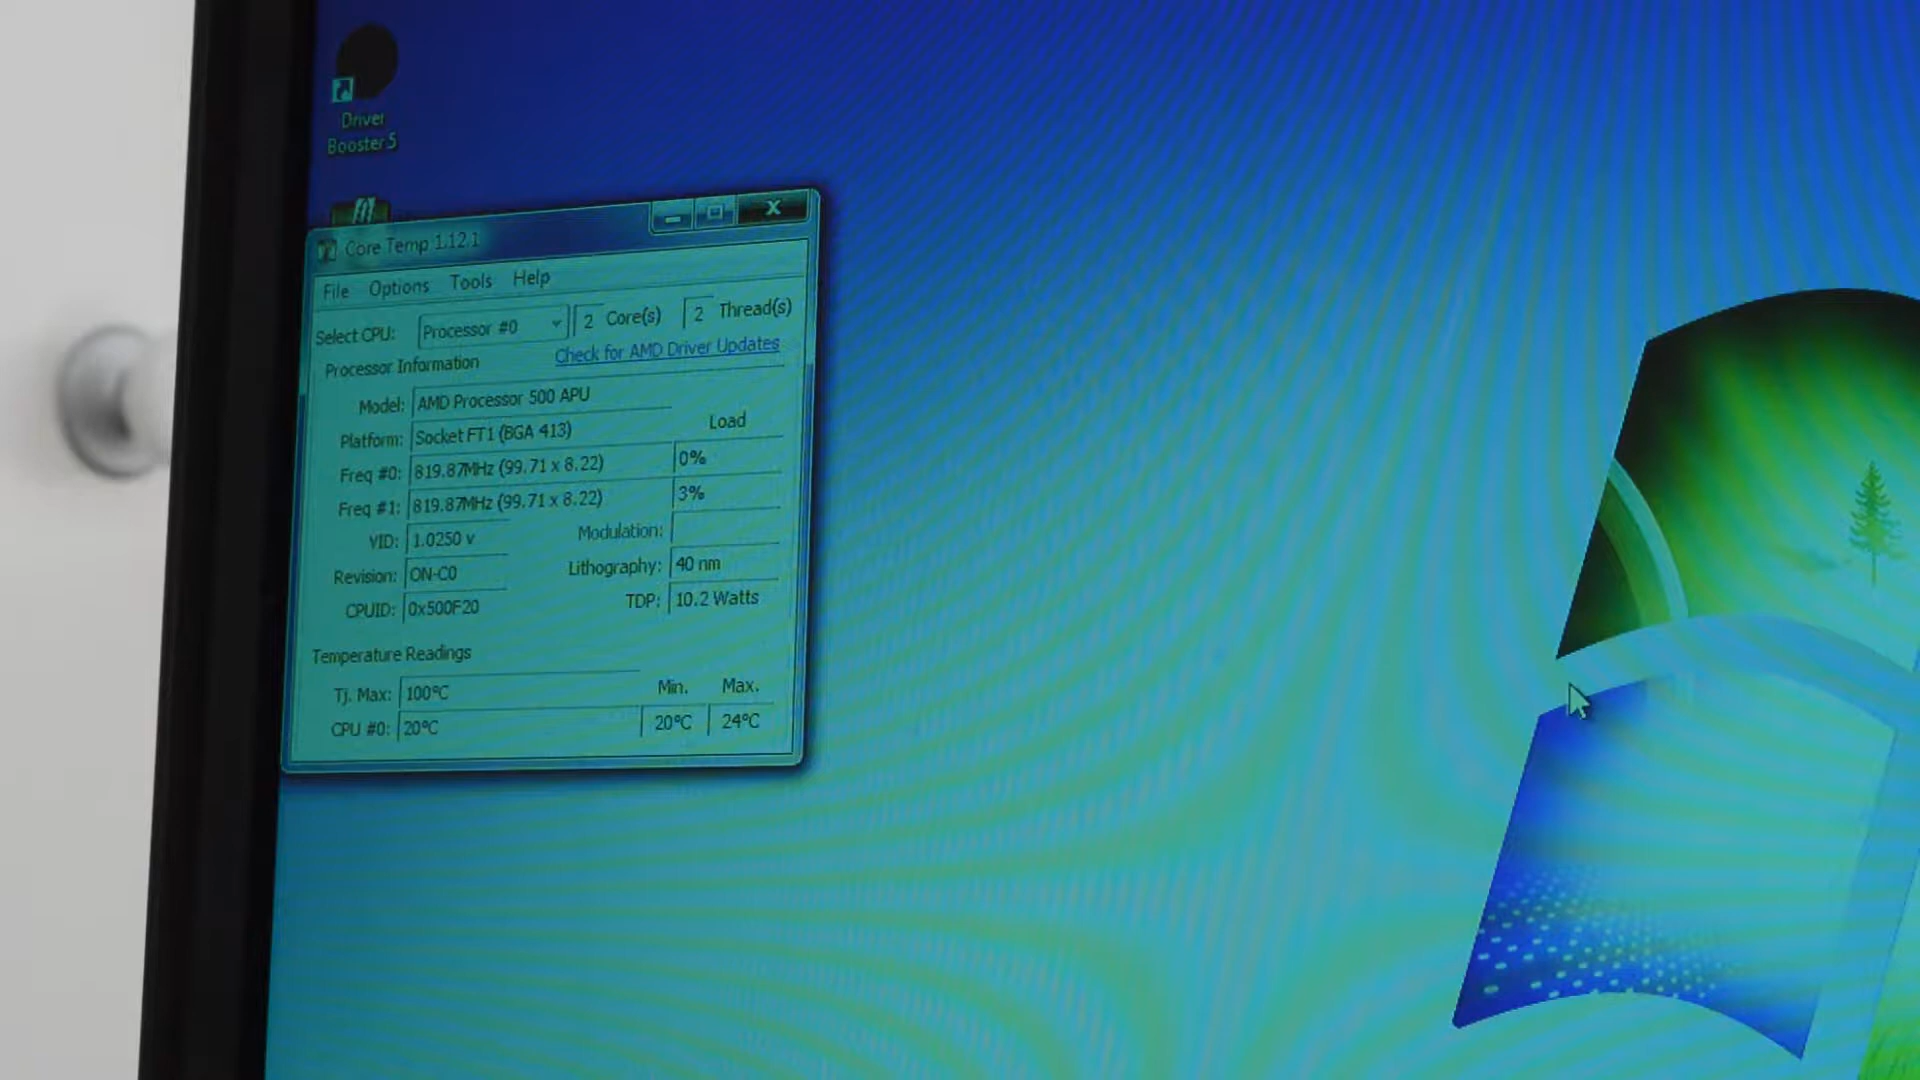 Driver
Booster 5
Core Temp 1.12.1
File Options Tools Help
Select CPU: Processor #0 2 Core(s) 2 Thread(s)
Processor Information Check for AMD Driver Updates
Model: AMD Processor 500 APU
Platform: Socket FT1 (BGA 413) Load
Freq #0: 819.87MHz (99.71 x 8.22) 0%
Freq #1: 819.87MHz (99.71 x 8.22) 3%
VID: 1.0250 v Modulation:
Revision: ON-C0 Lithography: 40 nm
CPUID: 0x500F20 TDP: 10.2 Watts
Temperature Readings
Tj. Max: 100°C Min. Max.
CPU #0: 20°C 20°C 24°C